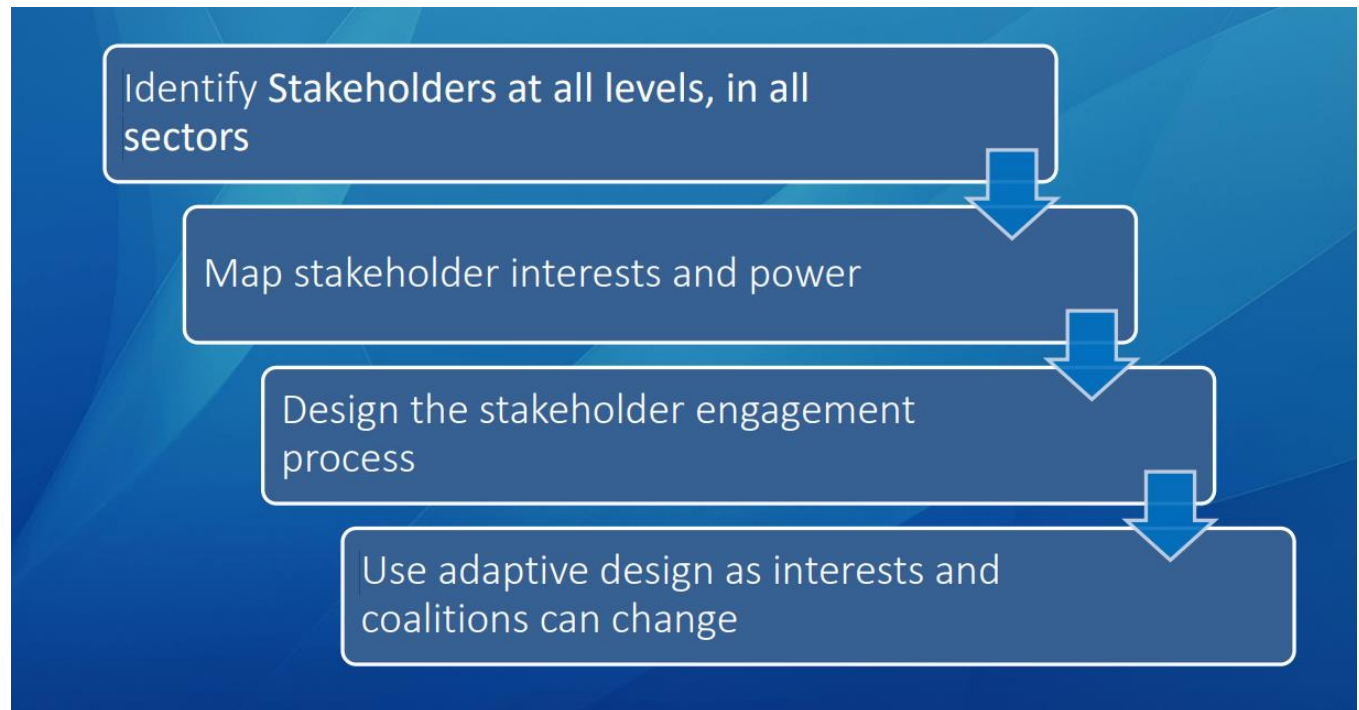 Identify Stakeholders at all levels, in all
sectors
Map stakeholder interests and power
Design the stakeholder engagement
process
Use adaptive design as interests and
coalitions can change